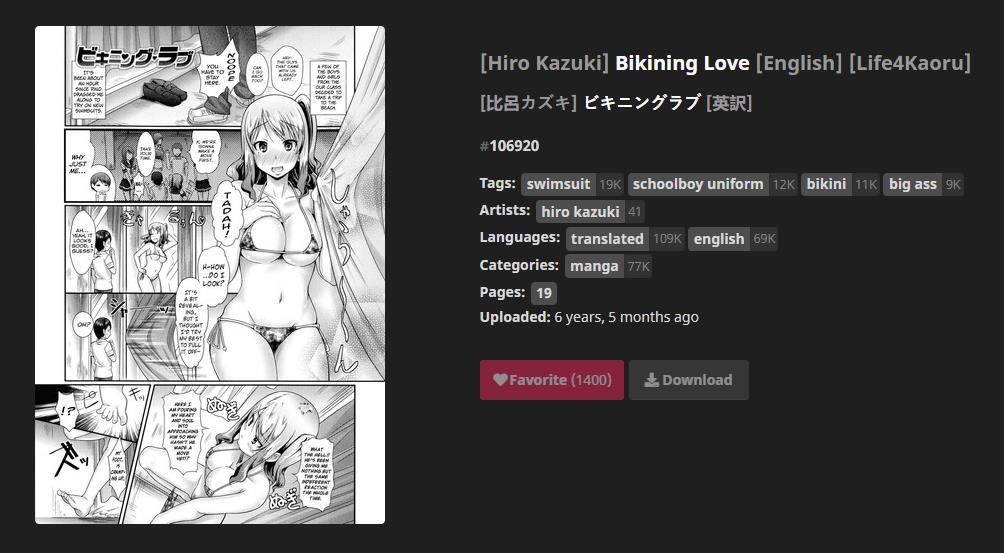 ビキニング・ラブ
IT'S
BEEN ABOUT
AN HOUR
SINCE RINO
DRAGGED ME
ALONG TO
TRY ON NEW
SWIMSUITS.
YOU
HAVE TO
STAY
HERE.
NOOPE
CAN I
GO BACK
TOO?
HEY,
THE GUYS
THAT CAME
WITH US
ALREADY
LEFT.
A FEW OF
THE BOYS
AND GIRLS
FROM THE
OUR CLASS
DECIDED TO
TAKE A TRIP
TO THE
BEACH.
WHY
JUST
ME...
TAKE
YOUR
TIME.
K, WE'RE
GONNA
MAKE A
MOVE
FIRST.
TADAH!
AH...
YEAH, IT
LOOKS
GOOD, I
GUESS?
H-HOW
...DO I
LOOK?
IT'S
A BIT
REVEAL-
ING,
BUT I
THOUGHT
I'D TRY
MY BEST
TO PULL
IT OFF~
OH?
!?
MY
FOOT..
IS
CRAMP-
ING UP..
HERE I
AM POURING
MY HEART
AND SOUL
INTO
APPROACHING
HIM SO WHY
HASN'T HE
MADE A
MOVE
YET!?
WHAT
THE HELL!!
HE'S BEEN
GIVING ME
NOTHING BUT
THE SAME
INDIFFERENT
REACTION
THE WHOLE
TIME.
[Hiro Kazuki] Bikining Love [English] [Life4Kaoru]
[比呂カズキ] ビキニングラブ [英訳]
#106920
Tags: swimsuit 19K schoolboy uniform 12K bikini 11K big ass 9K
Artists: hiro kazuki 41
Languages: translated 109K english 69K
Categories: manga 77K
Pages: 19
Uploaded: 6 years, 5 months ago
Favorite (1400) Download